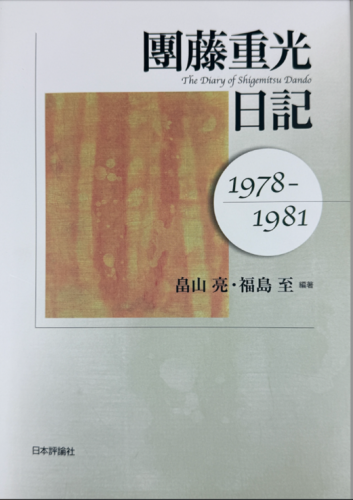 團藤重光
The Diary of Shigemitsu Dando
日記
1978-
1981
畠山 亮・福島 至 編著
日本評論社